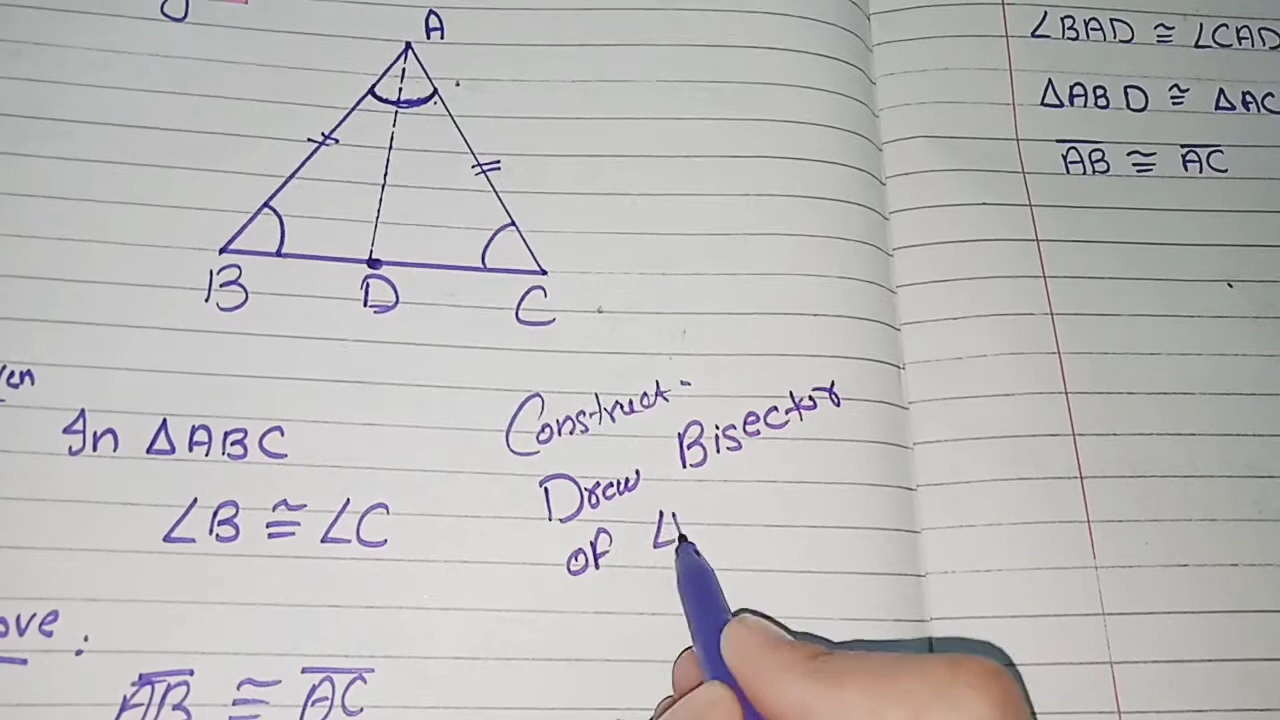 A
B
D
C
In ΔABC
∠B ≅ ∠C
AB ≅ AC
Construct:-
Draw Bisector
of ∠
∠BAD ≅ ∠CAD
ΔABD ≅ ΔAC
AB ≅ AC